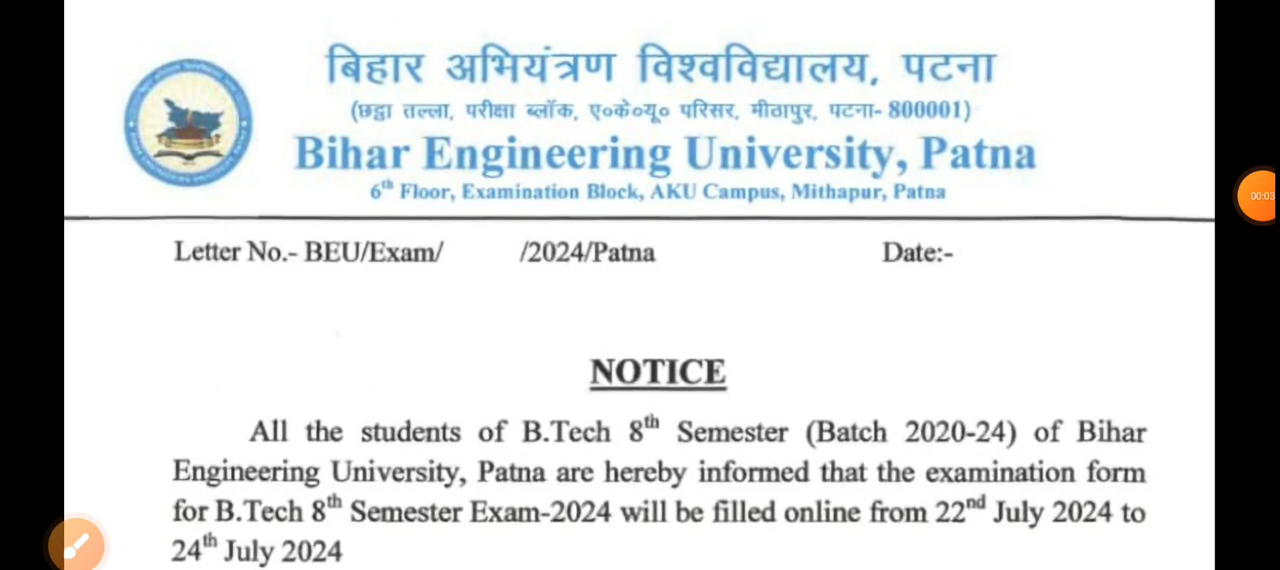 बिहार अभियंत्रण विश्वविद्यालय, पटना
(छट्ठा तल्ला, परीक्षा ब्लॉक, ए०के०यू० परिसर, मीठापुर, पटना- 800001)
Bihar Engineering University, Patna
6th Floor, Examination Block, AKU Campus, Mithapur, Patna
Letter No.- BEU/Exam/ /2024/Patna Date:-
00:03
NOTICE
All the students of B.Tech 8th Semester (Batch 2020-24) of Bihar
Engineering University, Patna are hereby informed that the examination form
for B.Tech 8th Semester Exam-2024 will be filled online from 22nd July 2024 to
24th July 2024